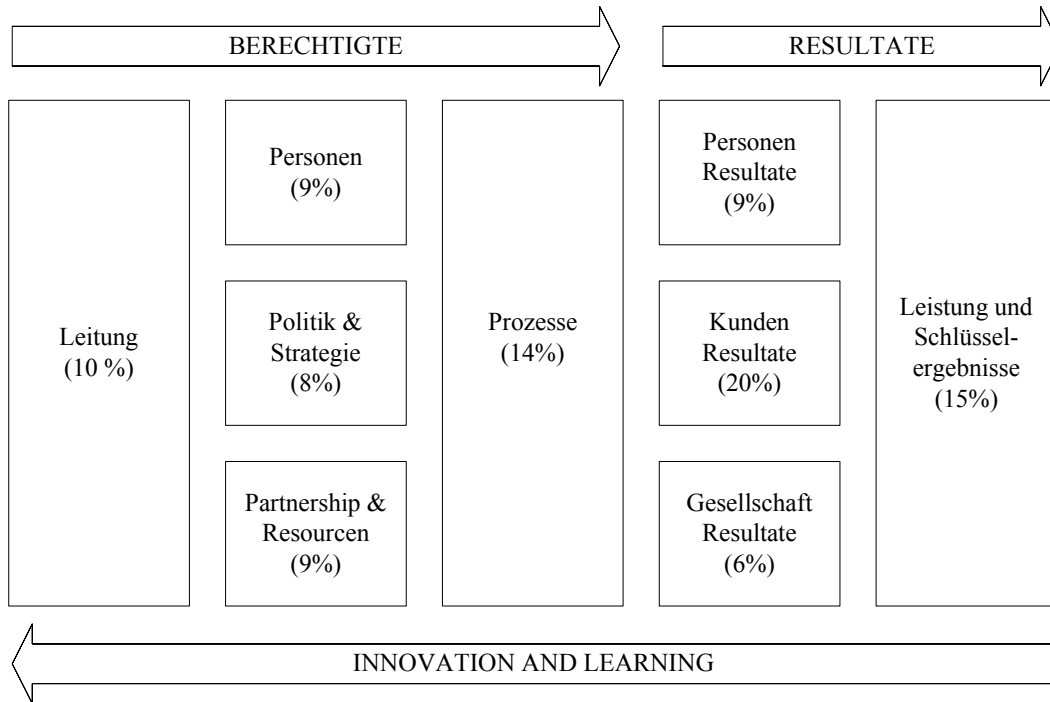 BERECHTIGTE
RESULTATE
Leitung
(10 %)
Personen
(9%)
Politik &
Strategie
(8%)
Partnership &
Resourcen
(9%)
Prozesse
(14%)
Personen
Resultate
(9%)
Kunden
Resultate
(20%)
Gesellschaft
Resultate
(6%)
Leistung und
Schlüssel-
ergebnisse
(15%)
INNOVATION AND LEARNING